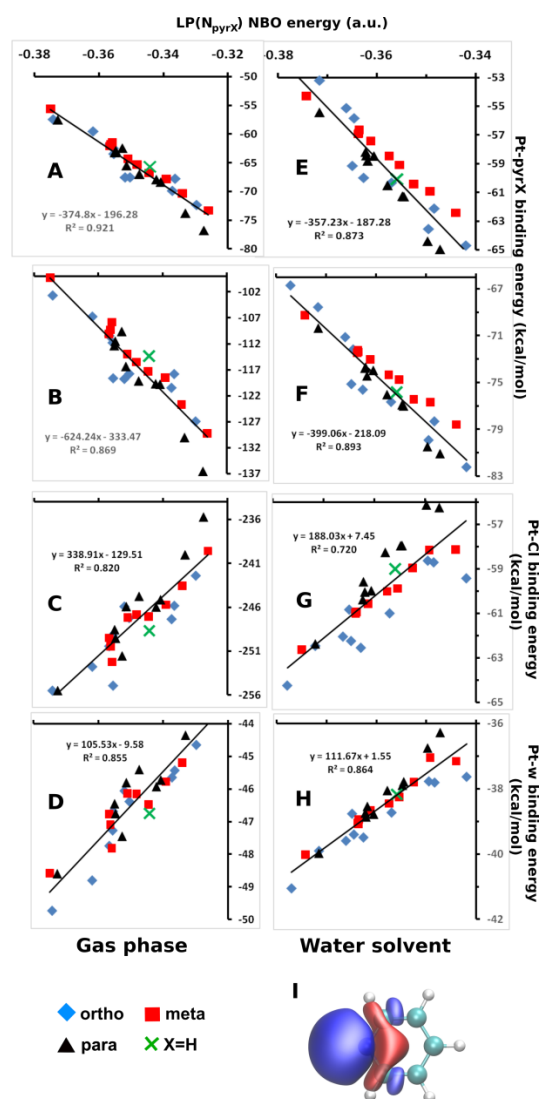 LP(N_pyrX) NBO energy (a.u.)
-0.38 -0.36 -0.34 -0.32
-0.38 -0.36 -0.34
-50
-55
-60
-65
-70
-75
-80
A
y = -374.8x - 196.28
R² = 0.921
-53
-55
-57
-59
-61
-63
-65
E
y = -357.23x - 187.28
R² = 0.873
Pt-pyrX binding energy (kcal/mol)
-102
-107
-112
-117
-122
-127
-132
-137
B
y = -624.24x - 333.47
R² = 0.869
-67
-71
-75
-79
-83
F
y = -399.06x - 218.09
R² = 0.893
-236
-241
-246
-251
-256
C
y = 338.91x - 129.51
R² = 0.820
-57
-59
-61
-63
-65
G
y = 188.03x + 7.45
R² = 0.720
Pt-Cl binding energy
(kcal/mol)
-44
-45
-46
-47
-48
-49
-50
D
y = 105.53x - 9.58
R² = 0.855
-36
-38
-40
-42
H
y = 111.67x + 1.55
R² = 0.864
Pt-w binding energy
(kcal/mol)
Gas phase
Water solvent
ortho
meta
para
X=H
I